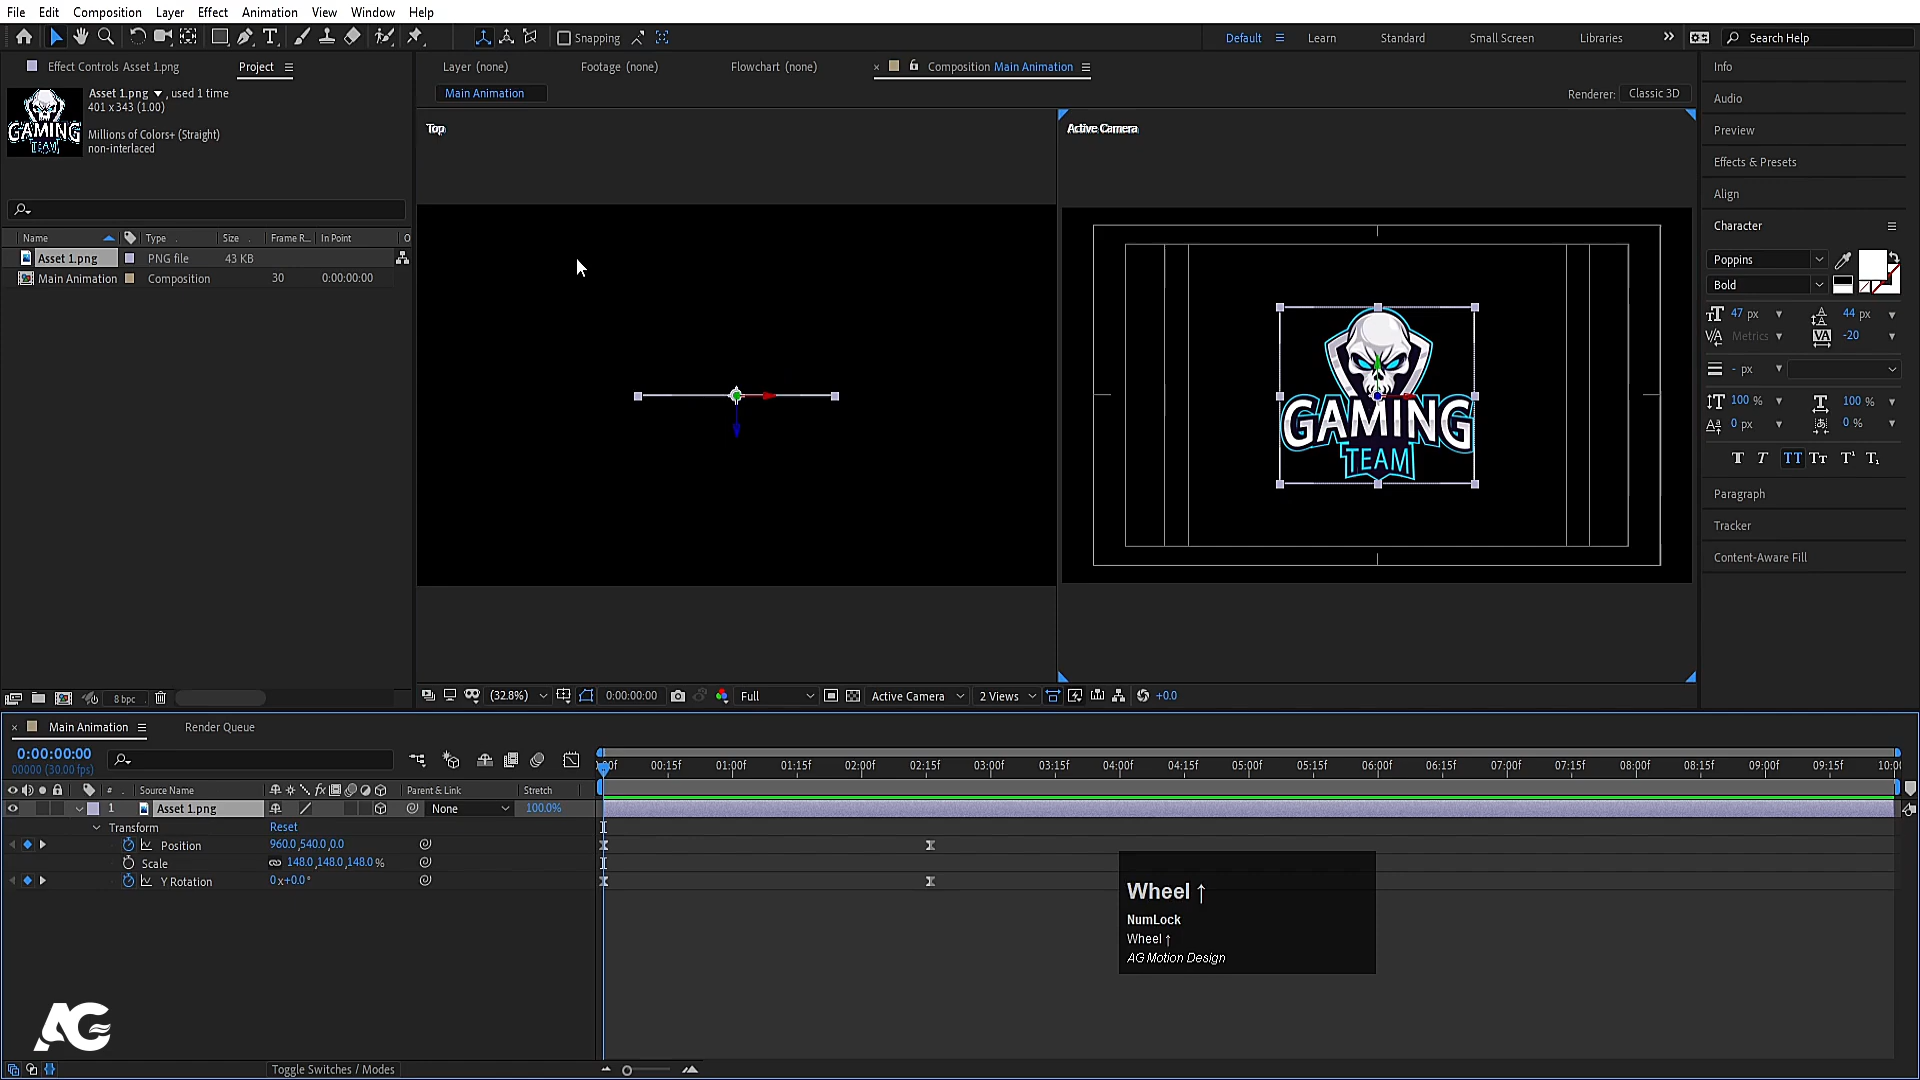 File Edit Composition Layer Effect Animation View Window Help
Snapping Default Learn Standard Small Screen Libraries Search Help
Effect Controls Asset 1.png Project
Layer (none) Footage (none) Flowchart (none) Composition Main Animation
Info
Asset 1.png , used 1 time
401 x 343 (1.00)
Millions of Colors+ (Straight)
non-interlaced
GAMING
TEAM
Main Animation
Renderer: Classic 3D
Audio
Top
Active Camera
Preview
Effects & Presets
Align
Character
Name Type Size Frame R... In Point
Asset 1.png PNG file 43 KB
Main Animation Composition 30 0:00:00:00
Poppins
Bold
47 px 44 px
Metrics -20
- px
100 % 100 %
0 px 0 %
T T TT Tт T¹ T₁
GAMING
TEAM
Paragraph
Tracker
Content-Aware Fill
8 bpc
(32.8%) 0:00:00:00 Full Active Camera 2 Views +0.0
Main Animation Render Queue
0:00:00:00
00000 (30.00 fps)
00:15f 01:00f 01:15f 02:00f 02:15f 03:00f 03:15f 04:00f 04:15f 05:00f 05:15f 06:00f 06:15f 07:00f 07:15f 08:00f 08:15f 09:00f 09:15f 10:0
# Source Name fx Parent & Link Stretch
1 Asset 1.png None 100.0%
Transform Reset
Position 960.0,540.0,0.0
Scale 148.0,148.0,148.0 %
Y Rotation 0x+0.0°
Wheel ↑
NumLock
Wheel ↑
AG Motion Design
AG
Toggle Switches / Modes